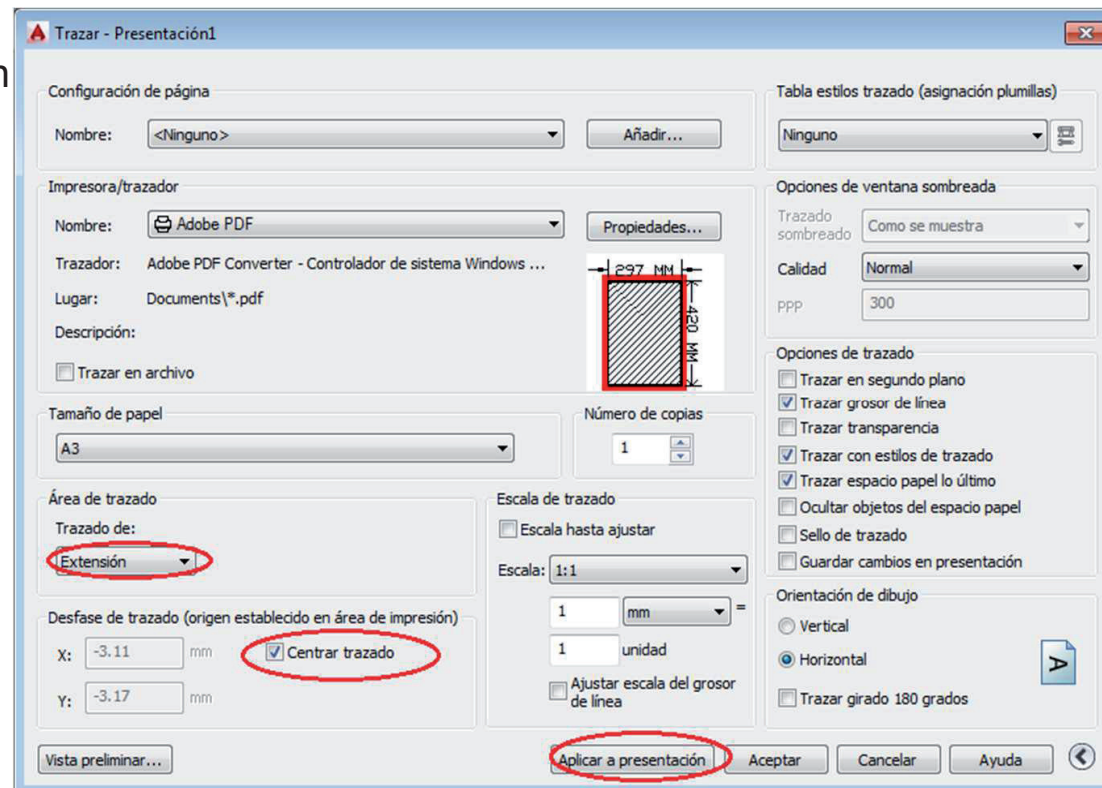 Trazar - Presentación1
n
Configuración de página
Nombre: <Ninguno> Añadir...
Tabla estilos trazado (asignación plumillas)
Ninguno
Impresora/trazador
Nombre: Adobe PDF Propiedades...
Trazador: Adobe PDF Converter - Controlador de sistema Windows ...
Lugar: Documents\*.pdf
Descripción:
Trazar en archivo
297 MM
420 MM
Opciones de ventana sombreada
Trazado sombreado Como se muestra
Calidad Normal
PPP 300
Tamaño de papel
A3
Número de copias
1
Opciones de trazado
Trazar en segundo plano
Trazar grosor de línea
Trazar transparencia
Trazar con estilos de trazado
Trazar espacio papel lo último
Ocultar objetos del espacio papel
Sello de trazado
Guardar cambios en presentación
Área de trazado
Trazado de:
Extensión
Escala de trazado
Escala hasta ajustar
Escala: 1:1
1 mm =
1 unidad
Ajustar escala del grosor
de línea
Desfase de trazado (origen establecido en área de impresión)
X: -3.11 mm Centrar trazado
Y: -3.17 mm
Orientación de dibujo
Vertical
Horizontal
Trazar girado 180 grados
A
Vista preliminar... Aplicar a presentación Aceptar Cancelar Ayuda